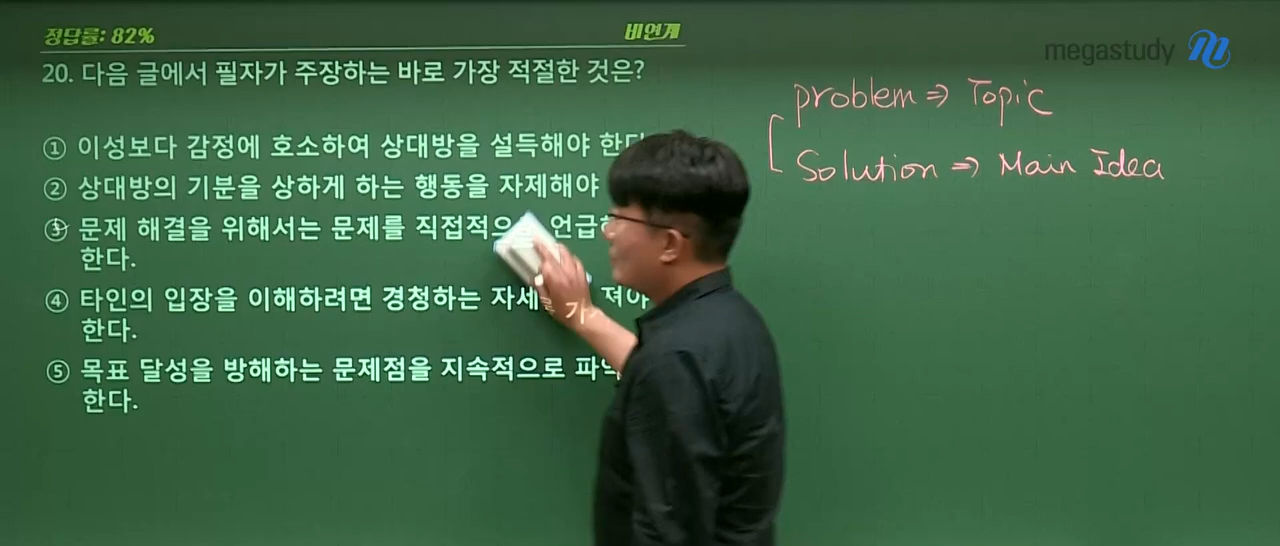 정답률: 82%
비연계
megastudy
20. 다음 글에서 필자가 주장하는 바로 가장 적절한 것은?
① 이성보다 감정에 호소하여 상대방을 설득해야
② 상대방의 기분을 상하게 하는 행동을 자제해야
③ 문제 해결을 위해서는 문제를 직접적으로
한다.
④ 타인의 입장을 이해하려면 경청하는 자세를 가져야
한다.
⑤ 목표 달성을 방해하는 문제점을 지속적으로
한다.
problem ⇒ Topic
Solution ⇒ Main Idea